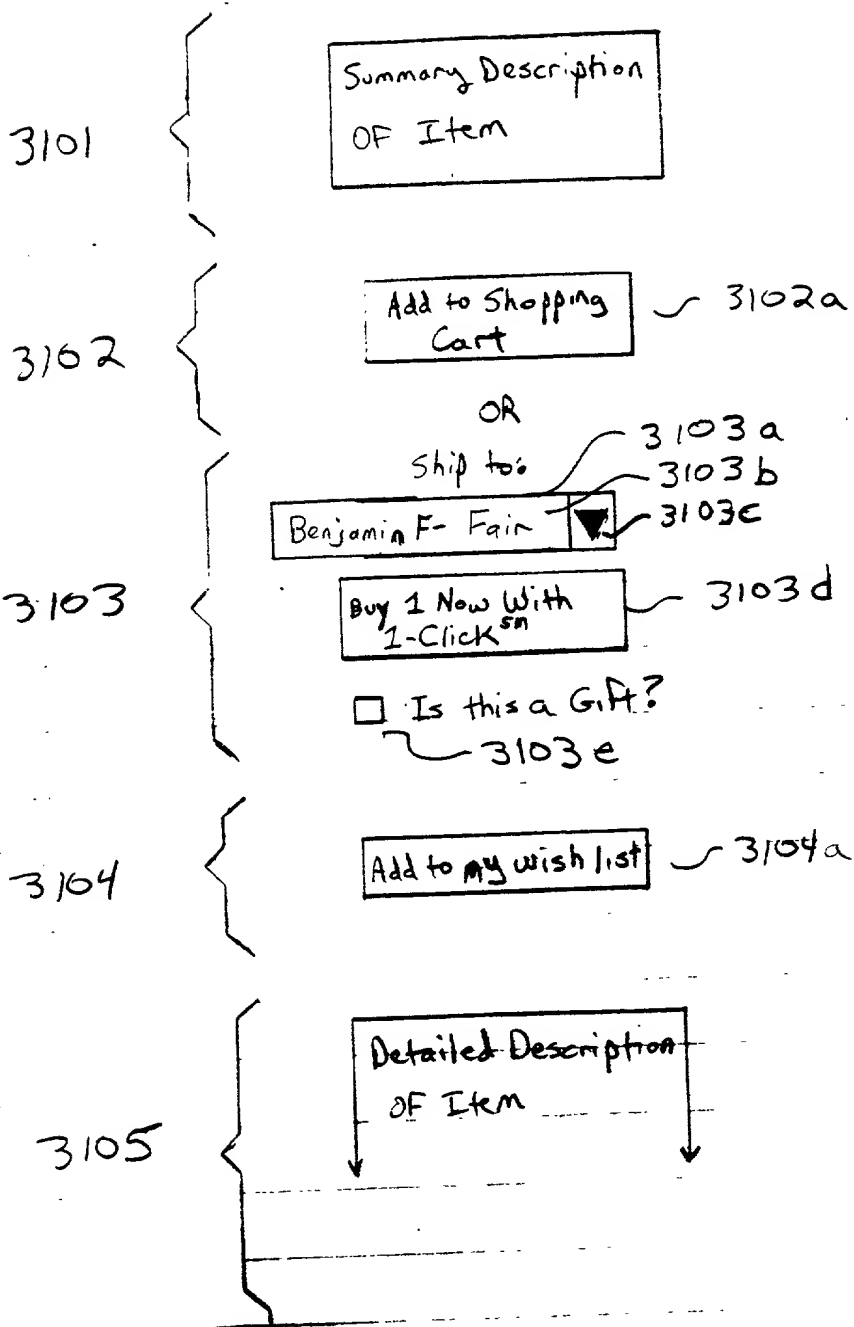 3101
Summary Description
OF Item
3102
Add to Shopping
Cart
3102a
OR
Ship to:
3103a
3103b
3103c
3103
Benjamin F- Fair
Buy 1 Now With
1-Click sm
3103d
Is this a Gift?
3103e
3104
Add to my wish list
3104a
3105
Detailed Description
OF Item